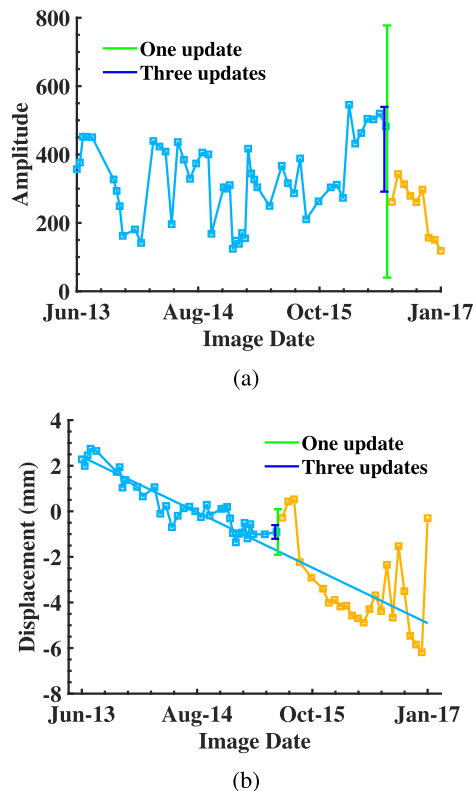 800
One update
Three updates
600
Amplitude
400
200
0
Jun-13 Aug-14 Oct-15 Jan-17
Image Date
(a)
4
One update
2
Three updates
0
Displacement (mm)
-2
-4
-6
-8
Jun-13 Aug-14 Oct-15 Jan-17
Image Date
(b)